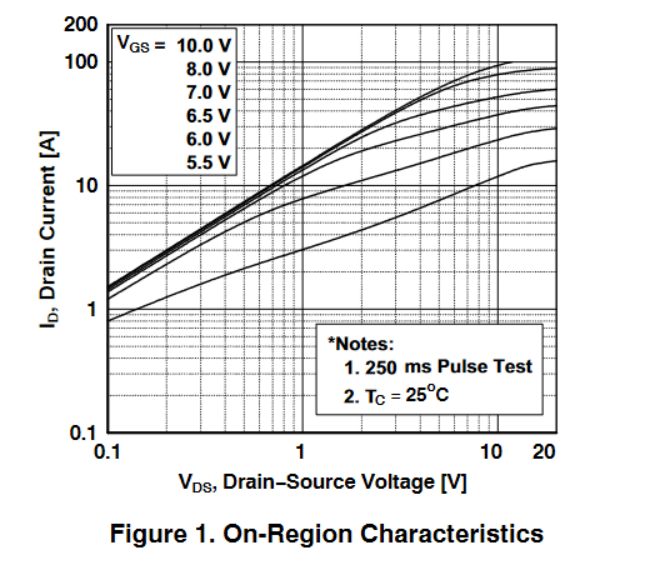 200
100
10
1
0.1
ID, Drain Current [A]
VGS = 10.0 V
8.0 V
7.0 V
6.5 V
6.0 V
5.5 V
*Notes:
1. 250 ms Pulse Test
2. TC = 25°C
0.1 1 10 20
VDS, Drain−Source Voltage [V]
Figure 1. On-Region Characteristics